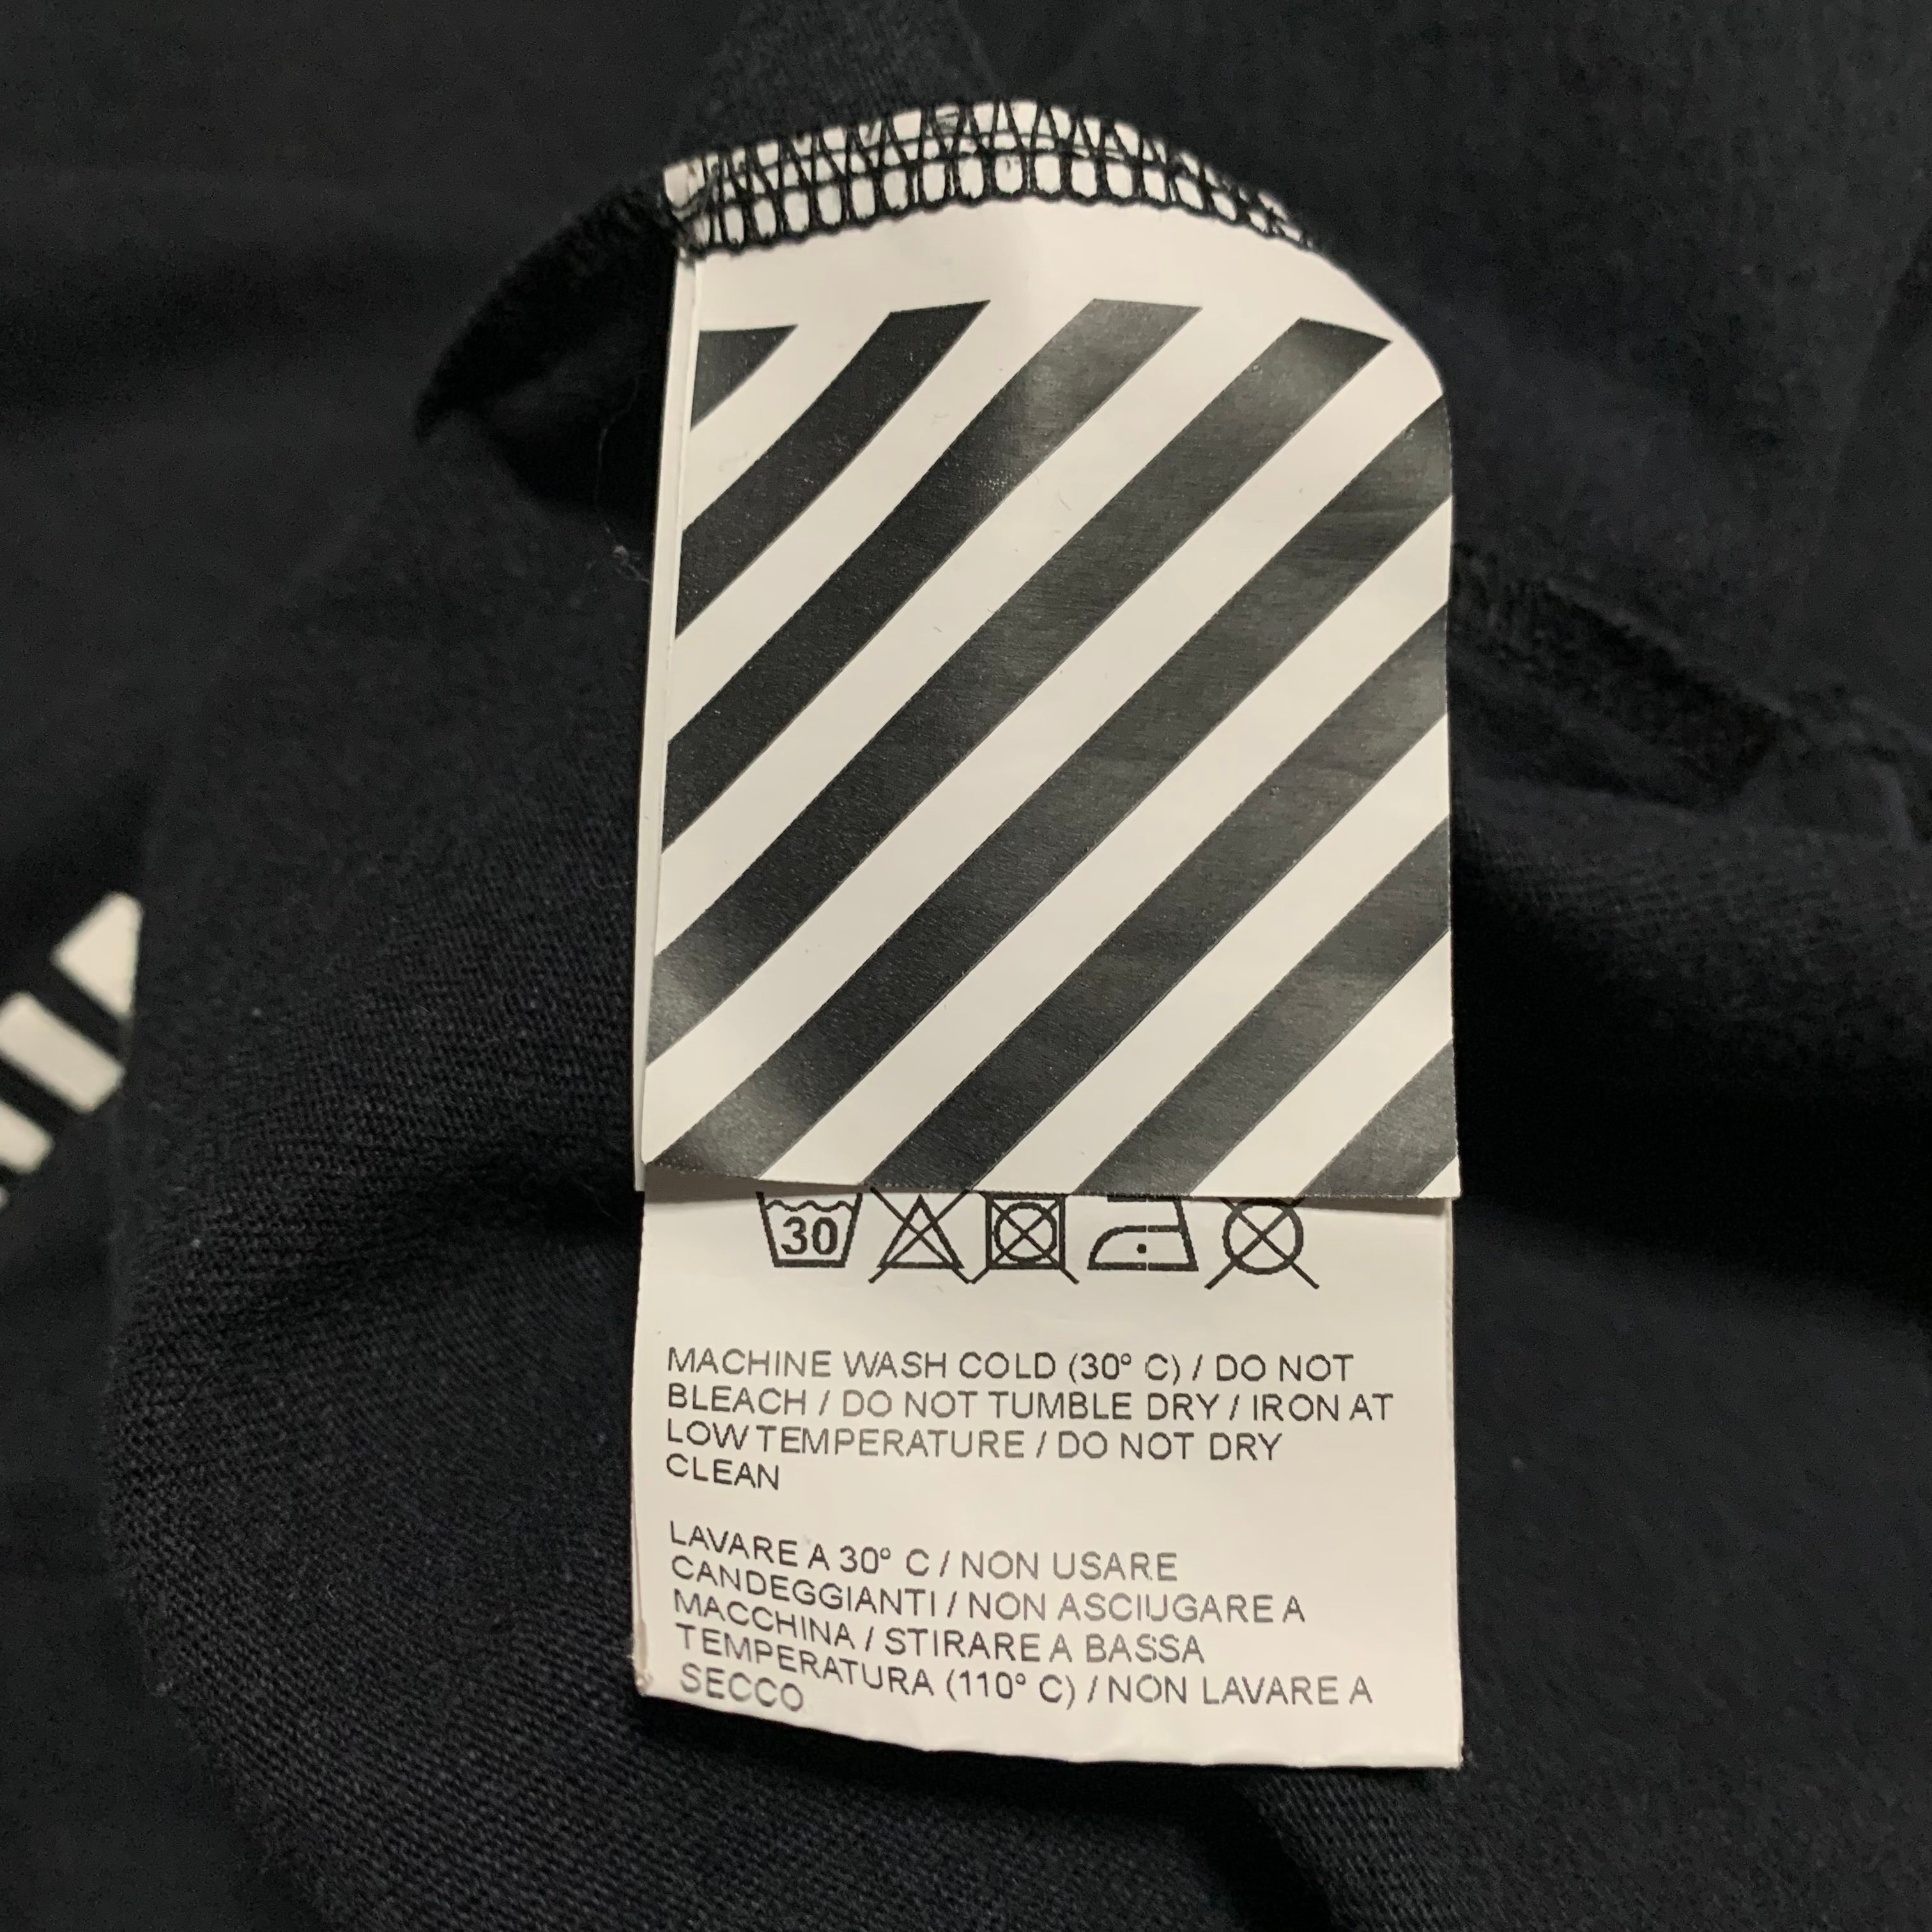 30
MACHINE WASH COLD (30° C) / DO NOT
BLEACH / DO NOT TUMBLE DRY / IRON AT
LOW TEMPERATURE / DO NOT DRY
CLEAN
LAVARE A 30° C / NON USARE
CANDEGGIANTI / NON ASCIUGARE A
MACCHINA / STIRARE A BASSA
TEMPERATURA (110° C) / NON LAVARE A
SECCO